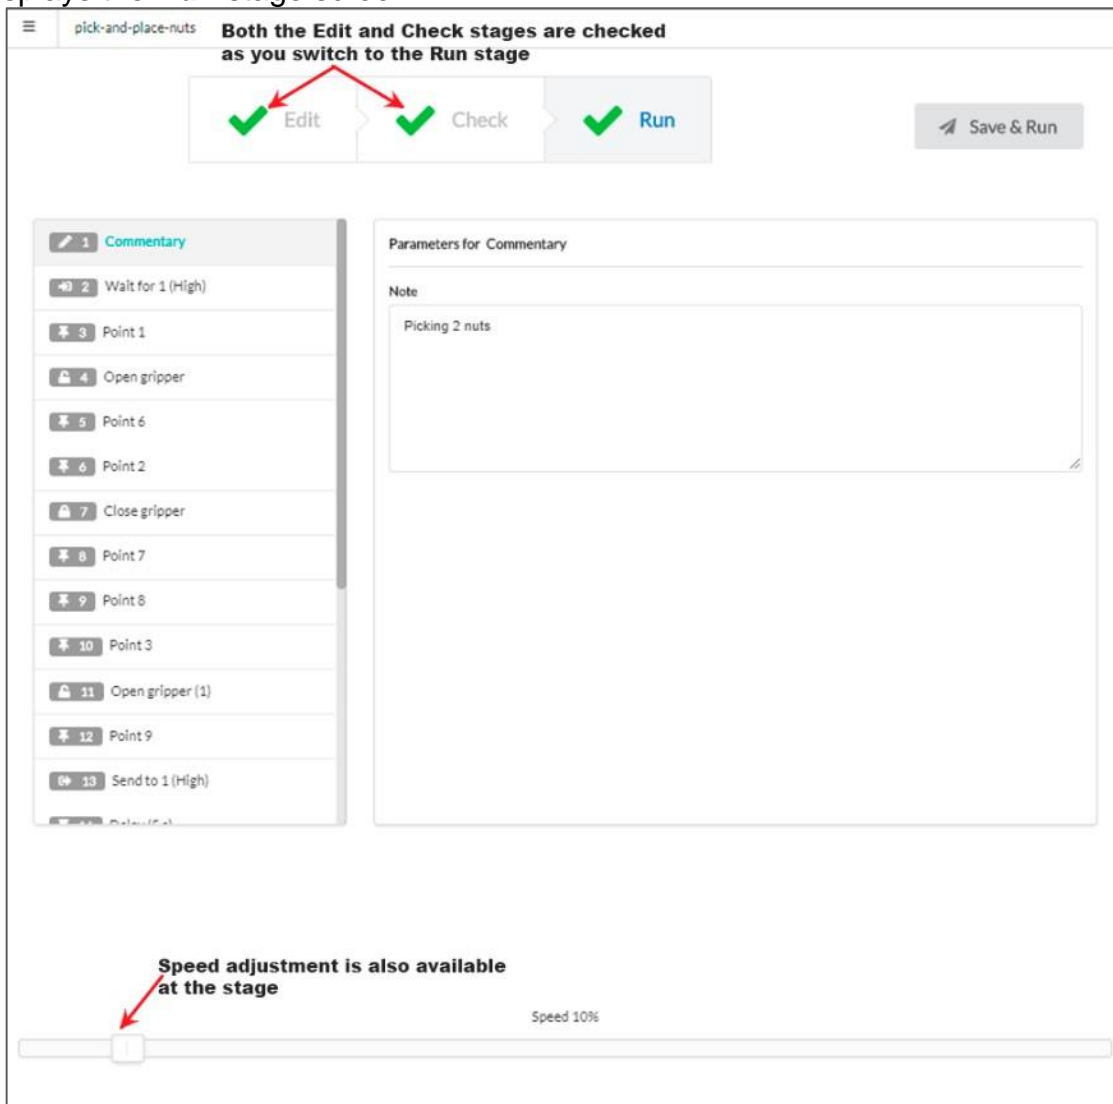 pick-and-place-nuts
Both the Edit and Check stages are checked
as you switch to the Run stage
Edit
Check
Run
Save & Run
1 Commentary
2 Wait for 1 (High)
3 Point 1
4 Open gripper
5 Point 6
6 Point 2
7 Close gripper
8 Point 7
9 Point 8
10 Point 3
11 Open gripper (1)
12 Point 9
13 Send to 1 (High)
Parameters for Commentary
Note
Picking 2 nuts
Speed adjustment is also available
at the stage
Speed 10%